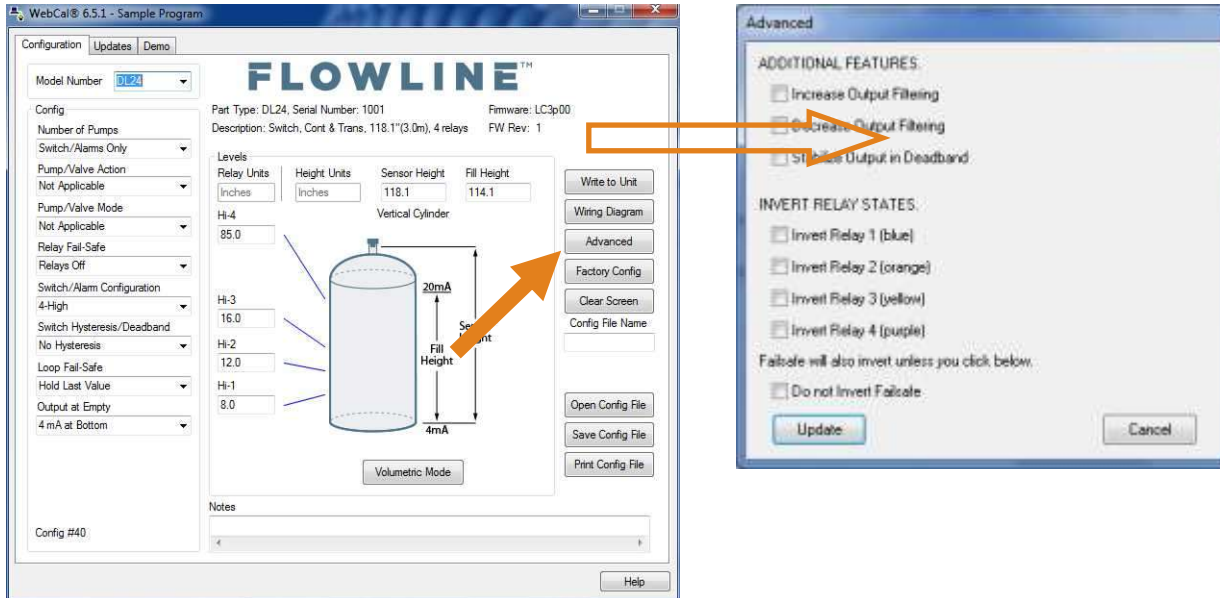 WebCal® 6.5.1 - Sample Program
Configuration Updates Demo
Model Number DL24
FLOWLINE™
Config
Part Type: DL24, Serial Number: 1001 Firmware: LC3p00
Description: Switch, Cont & Trans, 118.1"(3.0m), 4 relays FW Rev: 1
Number of Pumps
Switch/Alarms Only
Pump/Valve Action
Not Applicable
Pump/Valve Mode
Not Applicable
Relay Fail-Safe
Relays Off
Switch/Alarm Configuration
4-High
Switch Hysteresis/Deadband
No Hysteresis
Loop Fail-Safe
Hold Last Value
Output at Empty
4 mA at Bottom
Config #40
Levels
Relay Units Height Units Sensor Height Fill Height
Inches Inches 118.1 114.1
Hi-4 Vertical Cylinder
85.0
Hi-3
16.0
Hi-2
12.0
Hi-1
8.0
20mA
Fill
Height
4mA
Volumetric Mode
Notes
Write to Unit
Wiring Diagram
Advanced
Factory Config
Clear Screen
Config File Name
Open Config File
Save Config File
Print Config File
Help
Advanced
ADDITIONAL FEATURES.
Increase Output Filtering
Decrease Output Filtering
Stabilize Output in Deadband
INVERT RELAY STATES.
Invert Relay 1 (blue)
Invert Relay 2 (orange)
Invert Relay 3 (yellow)
Invert Relay 4 (purple)
Failsafe will also invert unless you click below.
Do not Invert Failsafe
Update Cancel